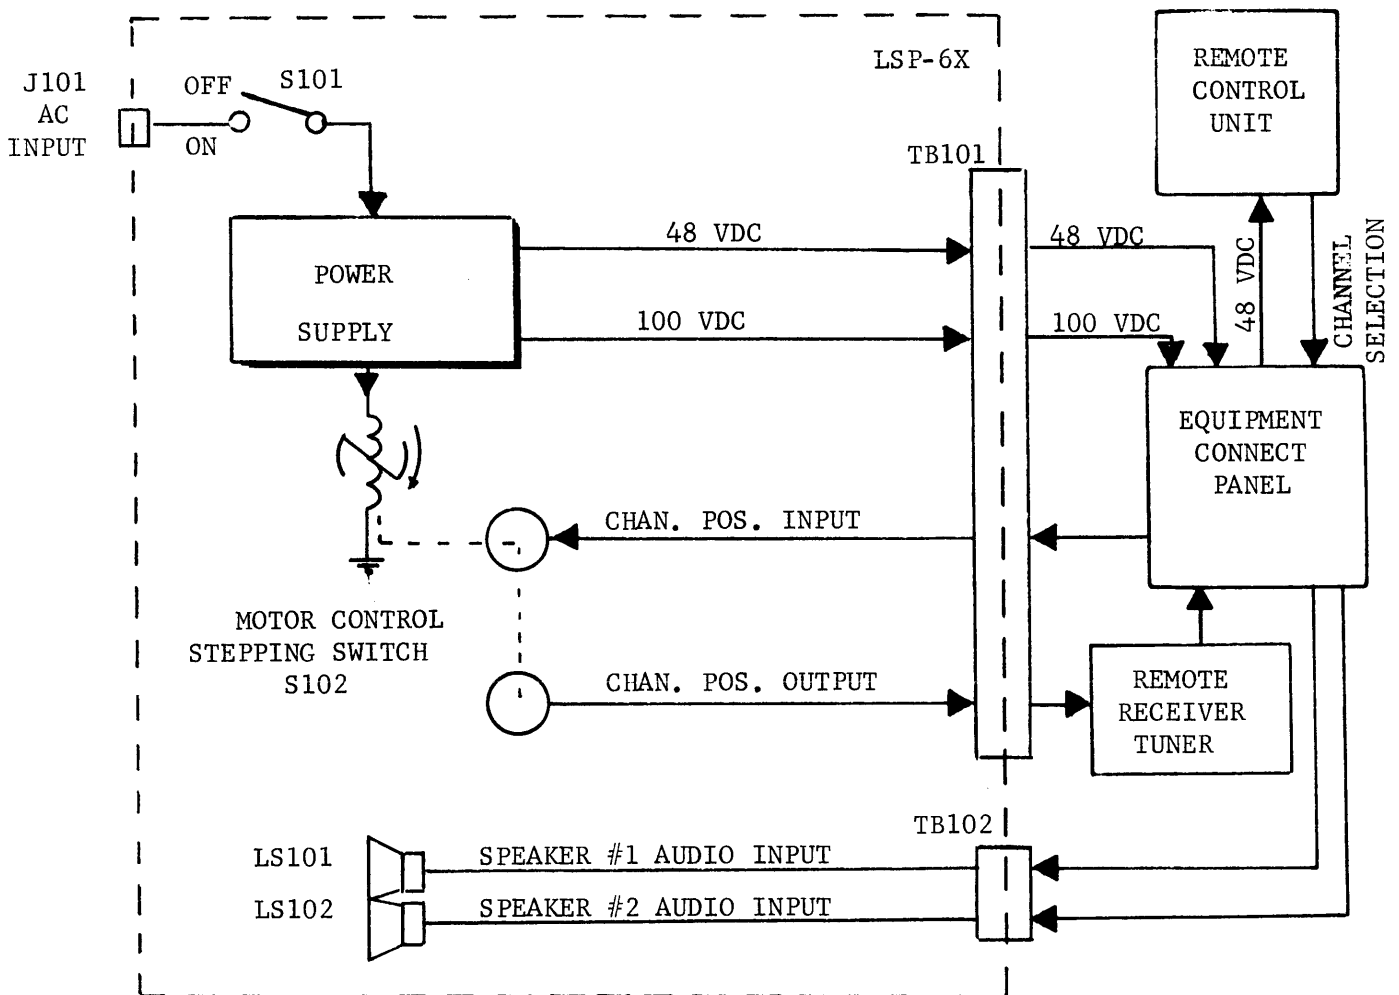 LSP-6X
J101
AC
INPUT
OFF
S101
ON
REMOTE
CONTROL
UNIT
TB101
48 VDC
48 VDC
48 VDC
CHANNEL
SELECTION
POWER
SUPPLY
100 VDC
100 VDC
EQUIPMENT
CONNECT
PANEL
CHAN. POS. INPUT
MOTOR CONTROL
STEPPING SWITCH
S102
CHAN. POS. OUTPUT
REMOTE
RECEIVER
TUNER
TB102
LS101
SPEAKER #1 AUDIO INPUT
LS102
SPEAKER #2 AUDIO INPUT